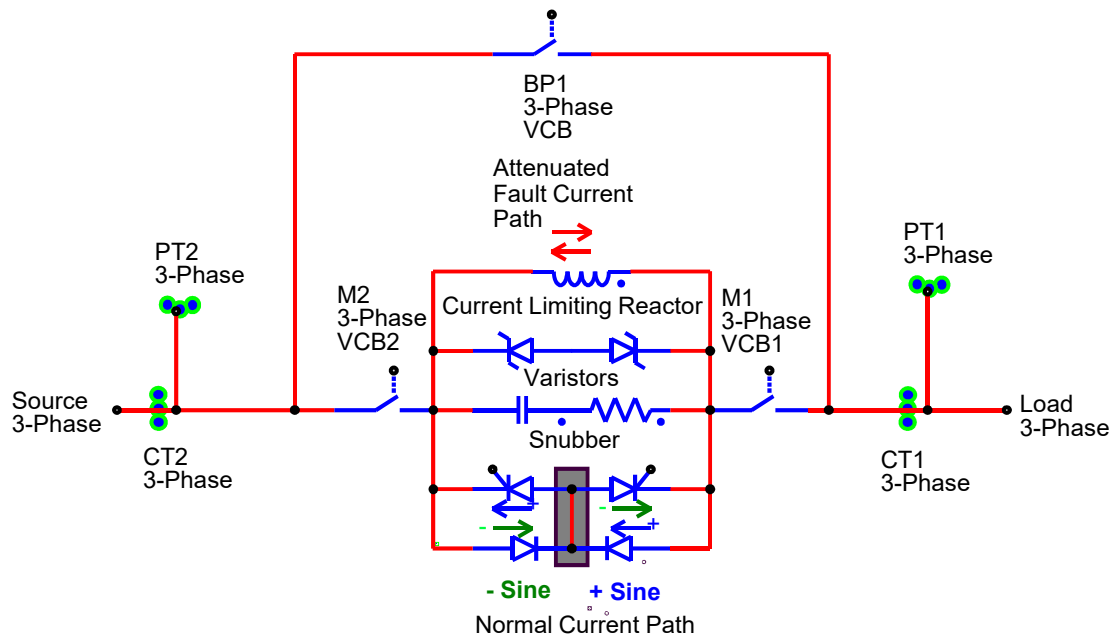 BP1
3-Phase
VCB
Attenuated
Fault Current
Path
PT2
3-Phase
PT1
3-Phase
M2
3-Phase
VCB2
Current Limiting Reactor
M1
3-Phase
VCB1
Varistors
Source
3-Phase
Snubber
Load
3-Phase
CT2
3-Phase
CT1
3-Phase
+
-
-
+
- Sine
+ Sine
Normal Current Path